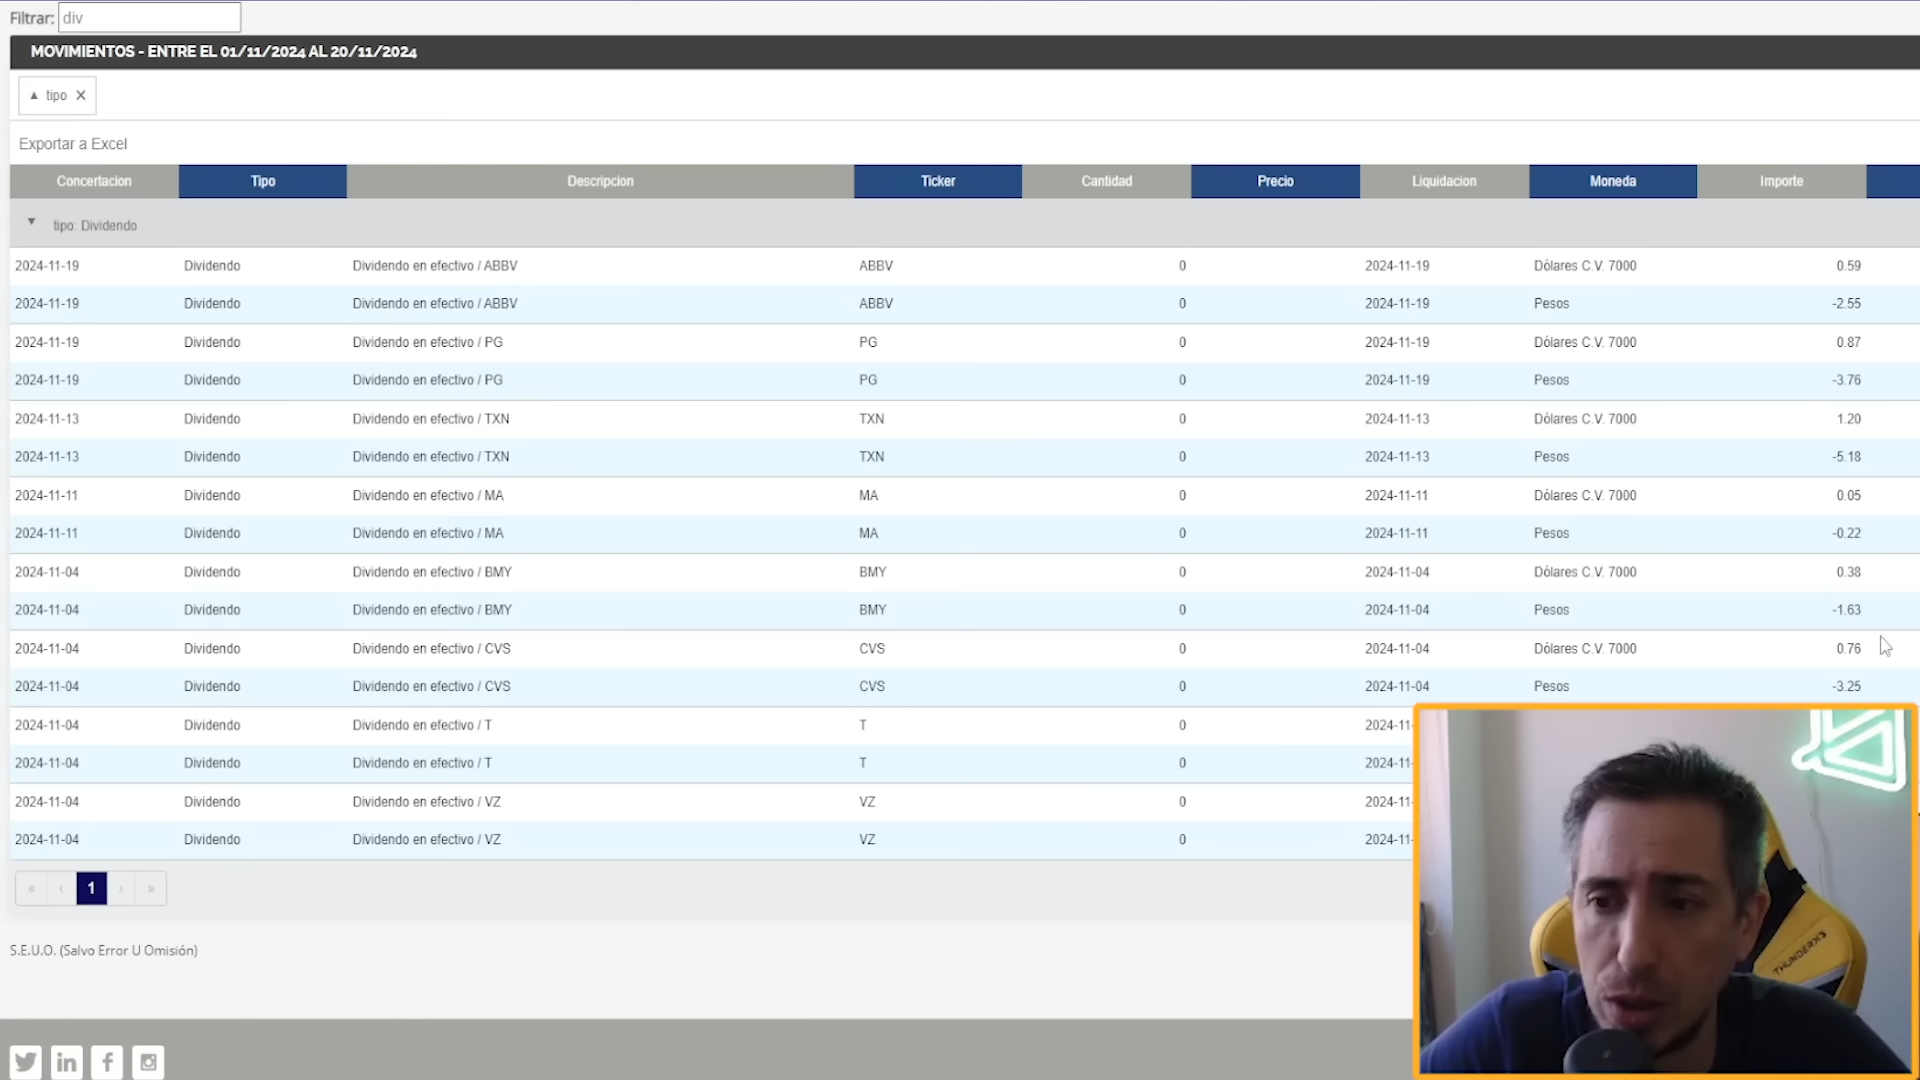 Filtrar: div
MOVIMIENTOS - ENTRE EL 01/11/2024 AL 20/11/2024
▲ tipo ✕
Exportar a Excel
Concertacion Tipo Descripcion Ticker Cantidad Precio Liquidacion Moneda Importe
▼ tipo: Dividendo
2024-11-19 Dividendo Dividendo en efectivo / ABBV ABBV 0 2024-11-19 Dólares C.V. 7000 0.59
2024-11-19 Dividendo Dividendo en efectivo / ABBV ABBV 0 2024-11-19 Pesos -2.55
2024-11-19 Dividendo Dividendo en efectivo / PG PG 0 2024-11-19 Dólares C.V. 7000 0.87
2024-11-19 Dividendo Dividendo en efectivo / PG PG 0 2024-11-19 Pesos -3.76
2024-11-13 Dividendo Dividendo en efectivo / TXN TXN 0 2024-11-13 Dólares C.V. 7000 1.20
2024-11-13 Dividendo Dividendo en efectivo / TXN TXN 0 2024-11-13 Pesos -5.18
2024-11-11 Dividendo Dividendo en efectivo / MA MA 0 2024-11-11 Dólares C.V. 7000 0.05
2024-11-11 Dividendo Dividendo en efectivo / MA MA 0 2024-11-11 Pesos -0.22
2024-11-04 Dividendo Dividendo en efectivo / BMY BMY 0 2024-11-04 Dólares C.V. 7000 0.38
2024-11-04 Dividendo Dividendo en efectivo / BMY BMY 0 2024-11-04 Pesos -1.63
2024-11-04 Dividendo Dividendo en efectivo / CVS CVS 0 2024-11-04 Dólares C.V. 7000 0.76
2024-11-04 Dividendo Dividendo en efectivo / CVS CVS 0 2024-11-04 Pesos -3.25
2024-11-04 Dividendo Dividendo en efectivo / T T 0 2024-11-
2024-11-04 Dividendo Dividendo en efectivo / T T 0 2024-11-
2024-11-04 Dividendo Dividendo en efectivo / VZ VZ 0 2024-11-
2024-11-04 Dividendo Dividendo en efectivo / VZ VZ 0 2024-11-
« ‹ 1 › »
S.E.U.O. (Salvo Error U Omisión)
THUNDERX3